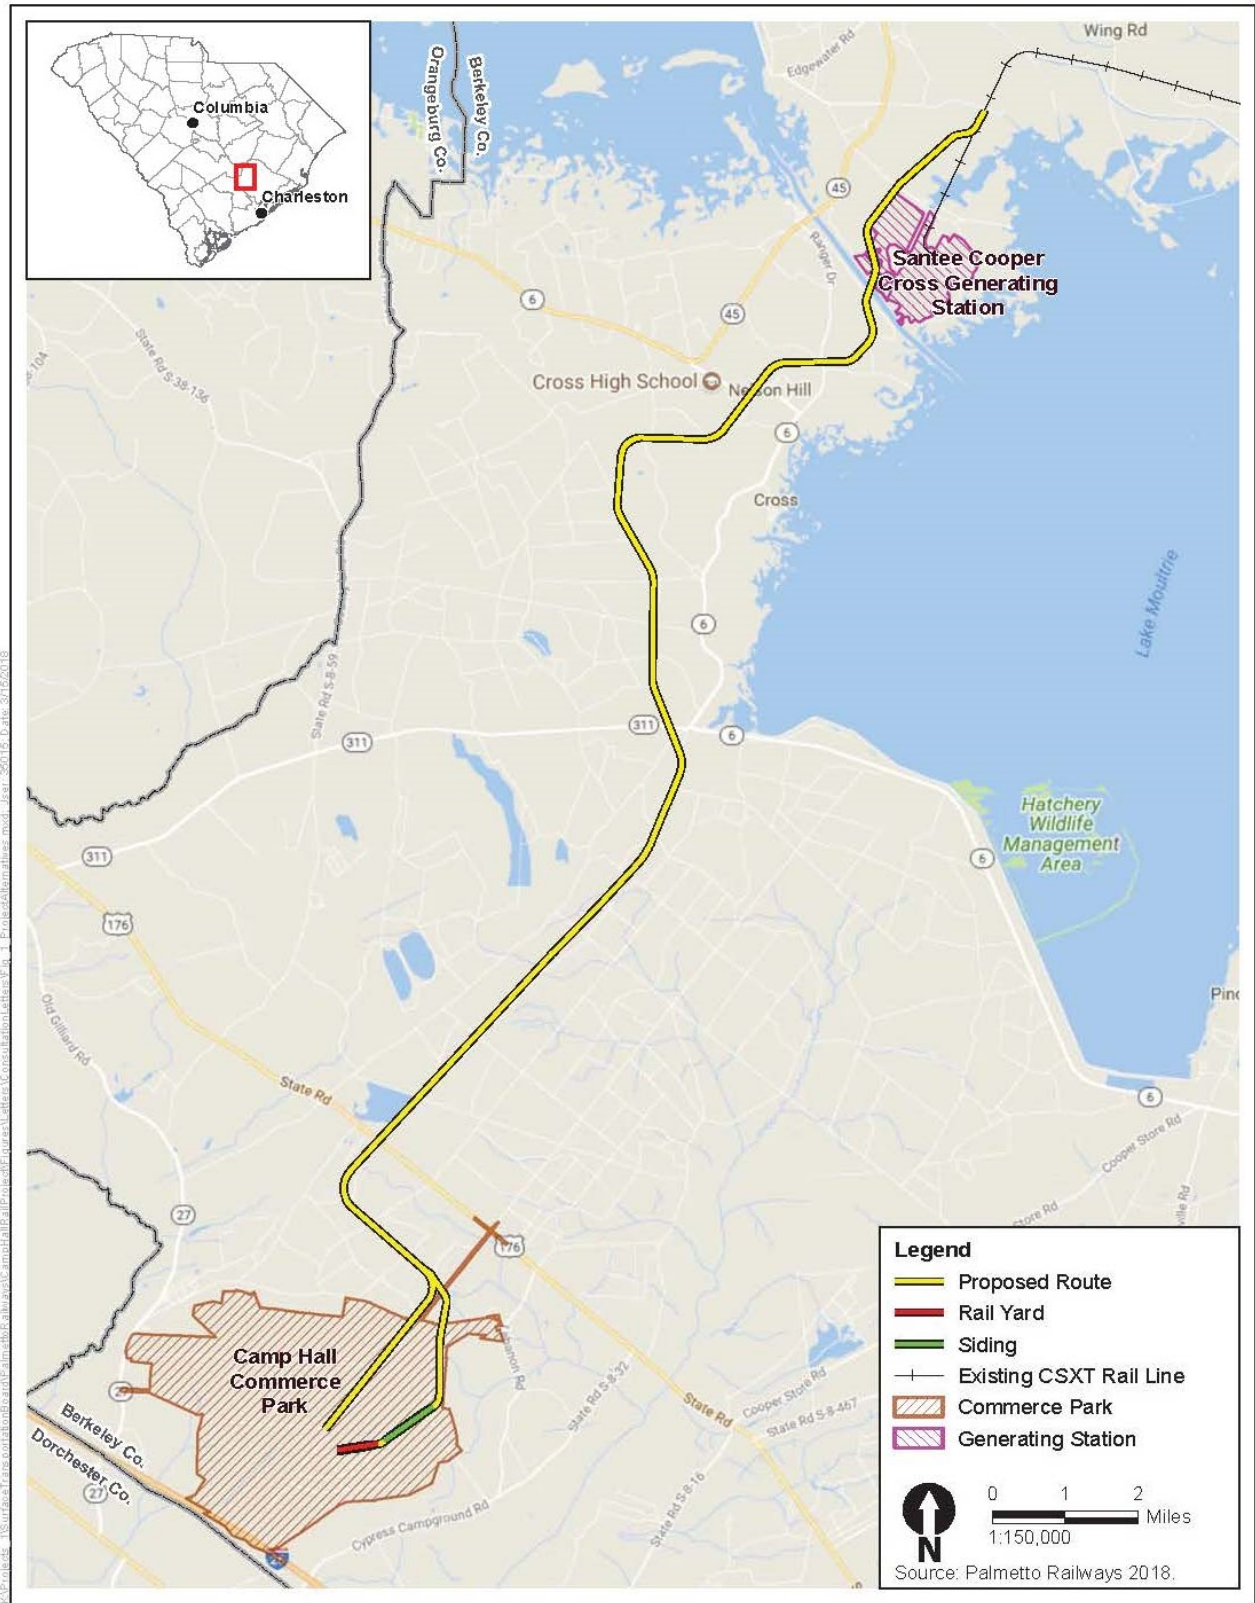 Columbia
Charleston
Orangeburg Co.
Berkeley Co.
Edgewater Rd
Wing Rd
45
Ranger Dr
Santee Cooper
Cross Generating
Station
6
45
State Rd S-38-136
Cross High School
Nelson Hill
6
Cross
Lake Moultrie
6
State Rd S-8-59
311
6
311
Hatchery
Wildlife
Management
Area
6
311
176
Old Gilliard Rd
State Rd
6
Cooper Store Rd
Store Rd
27
176
Camp Hall
Commerce
Park
Lebanon Rd
27
State Rd S-8-32
Cooper Store Rd
State Rd
State Rd S-8-467
Berkeley Co.
Dorchester Co.
27
State Rd S-8-16
Cypress Campground Rd
Legend
Proposed Route
Rail Yard
Siding
Existing CSXT Rail Line
Commerce Park
Generating Station
N
0 1 2
Miles
1:150,000
Source: Palmetto Railways 2018.